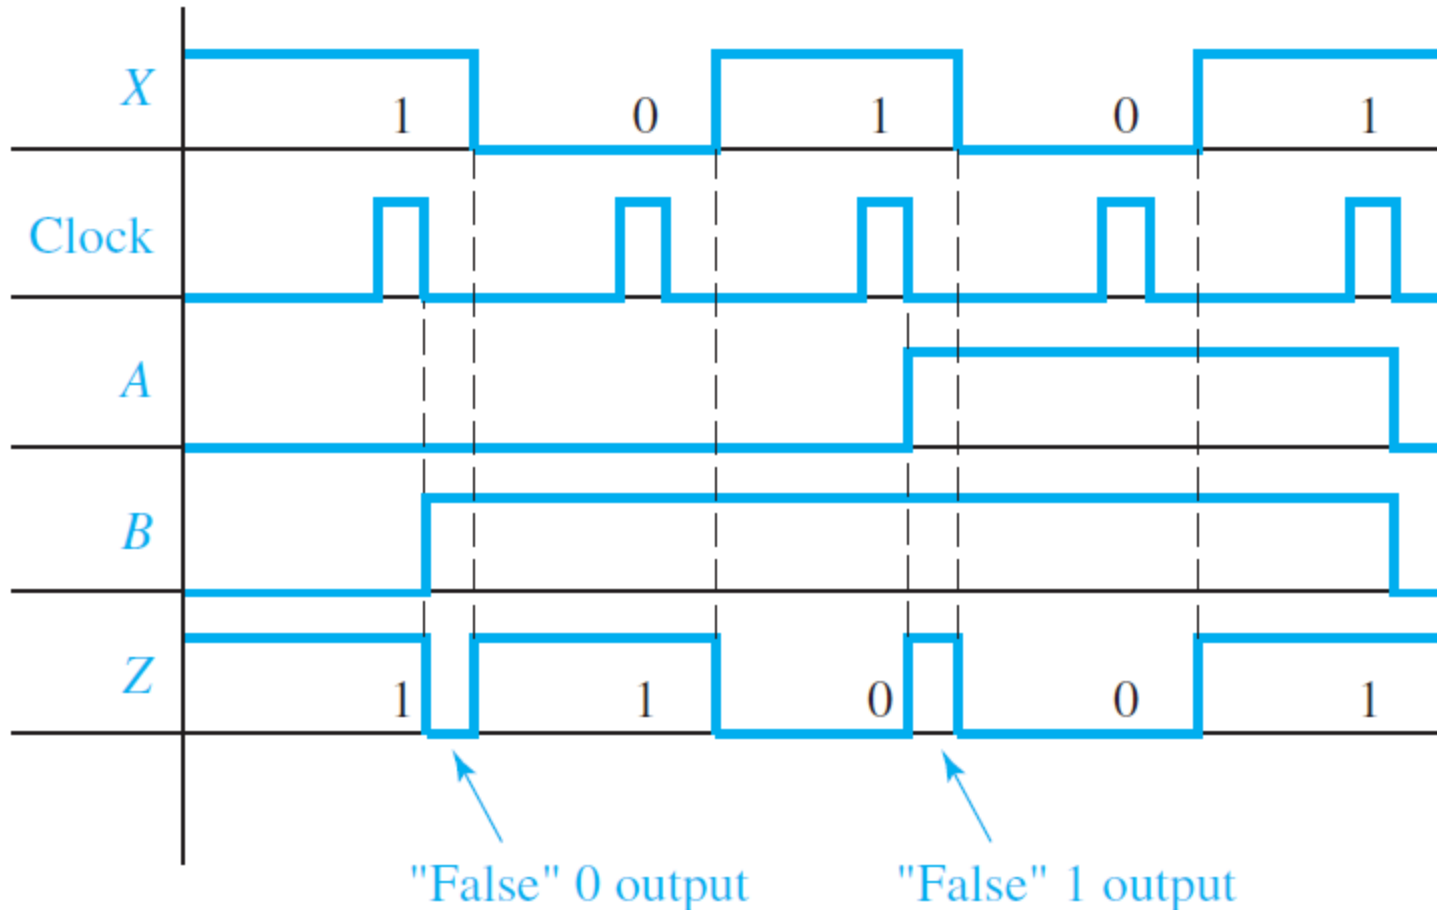 X 1 0 1 0 1
Clock
A
B
Z 1 1 0 0 1
"False" 0 output "False" 1 output